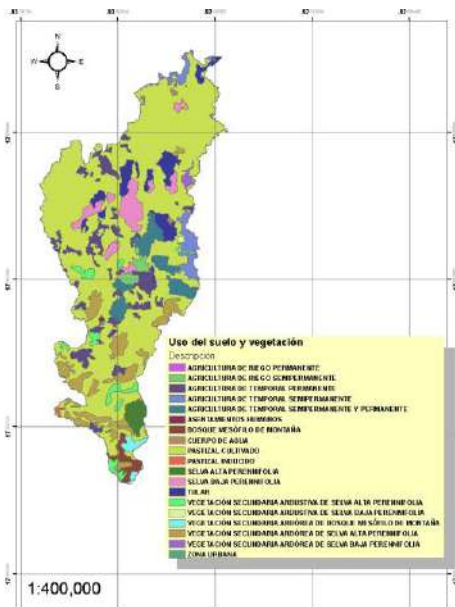 N
W
E
S
Uso del suelo y vegetación
Descripción
AGRICULTURA DE RIEGO PERMANENTE
AGRICULTURA DE RIEGO SEMIPERMANENTE
AGRICULTURA DE TEMPORAL PERMANENTE
AGRICULTURA DE TEMPORAL SEMIPERMANENTE
AGRICULTURA DE TEMPORAL SEMIPERMANENTE Y PERMANENTE
ASENTAMIENTOS HUMANOS
BOSQUE MESÓFILO DE MONTAÑA
CUERPO DE AGUA
PASTIZAL CULTIVADO
PASTIZAL INDUCIDO
SELVA ALTA PERENNIFOLIA
SELVA BAJA PERENNIFOLIA
TULAR
VEGETACIÓN SECUNDARIA ARBUSTIVA DE SELVA ALTA PERENNIFOLIA
VEGETACIÓN SECUNDARIA ARBUSTIVA DE SELVA BAJA PERENNIFOLIA
VEGETACIÓN SECUNDARIA ARBÓREA DE BOSQUE MESÓFILO DE MONTAÑA
VEGETACIÓN SECUNDARIA ARBÓREA DE SELVA ALTA PERENNIFOLIA
VEGETACIÓN SECUNDARIA ARBÓREA DE SELVA BAJA PERENNIFOLIA
ZONA URBANA
1:400,000